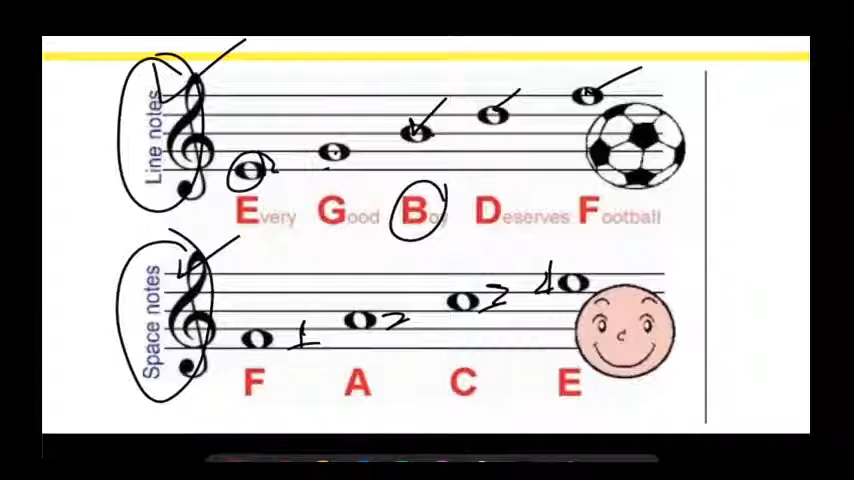 Line notes
Every Good Boy Deserves Football
Space notes
1 2 3 4
F A C E